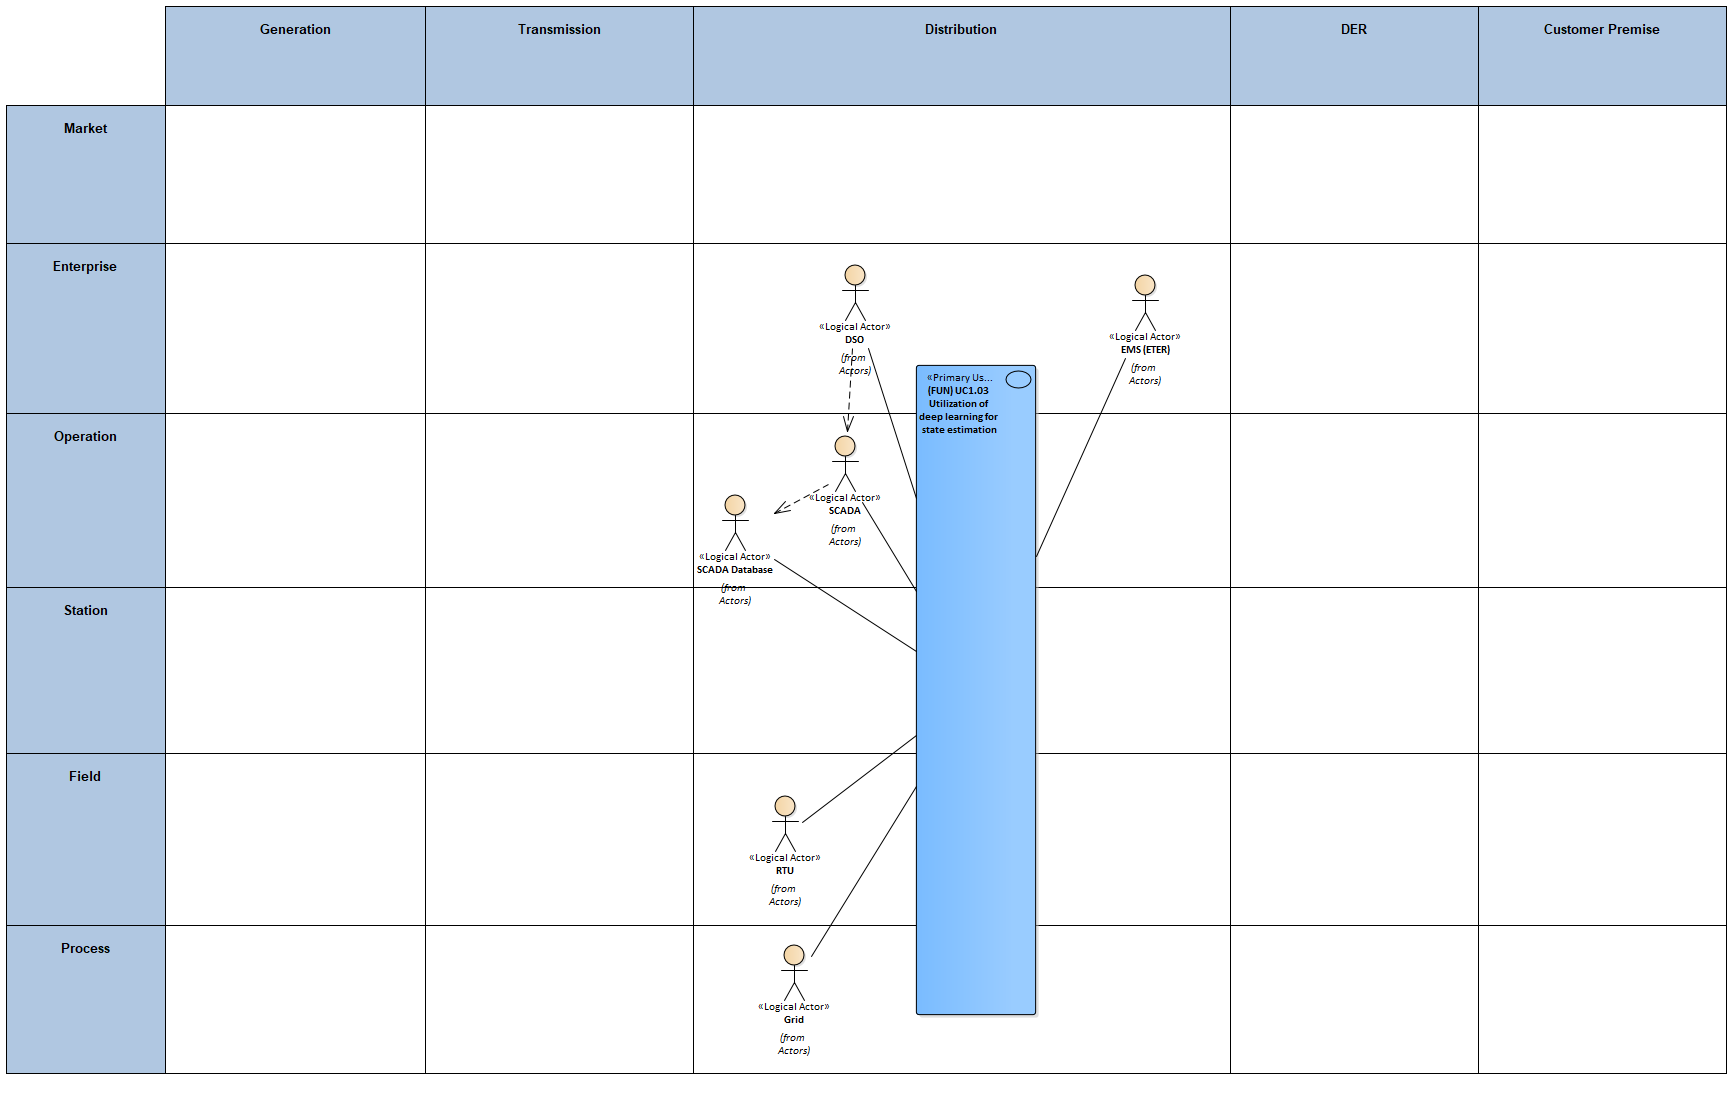 Generation
Transmission
Distribution
DER
Customer Premise
Market
Enterprise
«Logical Actor»
DSO
(from
Actors)
«Logical Actor»
EMS (ETER)
(from
Actors)
«Primary Us...
(FUN) UC1.03
Utilization of
deep learning for
state estimation
Operation
«Logical Actor»
SCADA
(from
Actors)
«Logical Actor»
SCADA Database
(from
Actors)
Station
Field
«Logical Actor»
RTU
(from
Actors)
Process
«Logical Actor»
Grid
(from
Actors)